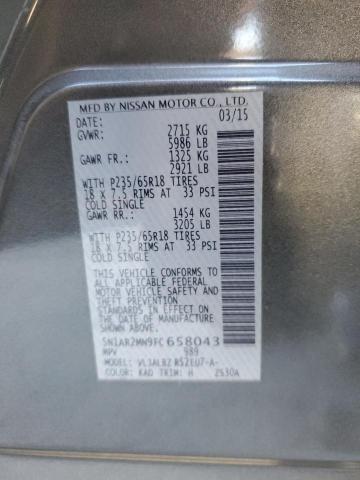 MFD BY NISSAN MOTOR CO., LTD.
DATE: 03/15
GVWR: 2715 KG
5986 LB
GAWR FR.: 1325 KG
2921 LB
WITH P235/65R18 TIRES
18 X 7.5 RIMS AT 33 PSI
COLD SINGLE
GAWR RR.: 1454 KG
3205 LB
WITH P235/65R18 TIRES
18 X 7.5 RIMS AT 33 PSI
COLD SINGLE
THIS VEHICLE CONFORMS TO
ALL APPLICABLE FEDERAL
MOTOR VEHICLE SAFETY AND
THEFT PREVENTION
STANDARDS IN EFFECT ON
THE DATE OF MANUFACTURE
SHOWN ABOVE.
5N1AR2MN9FC658043
MPV 989
MODEL:
COLOR: KAD TRIM: H 2530A